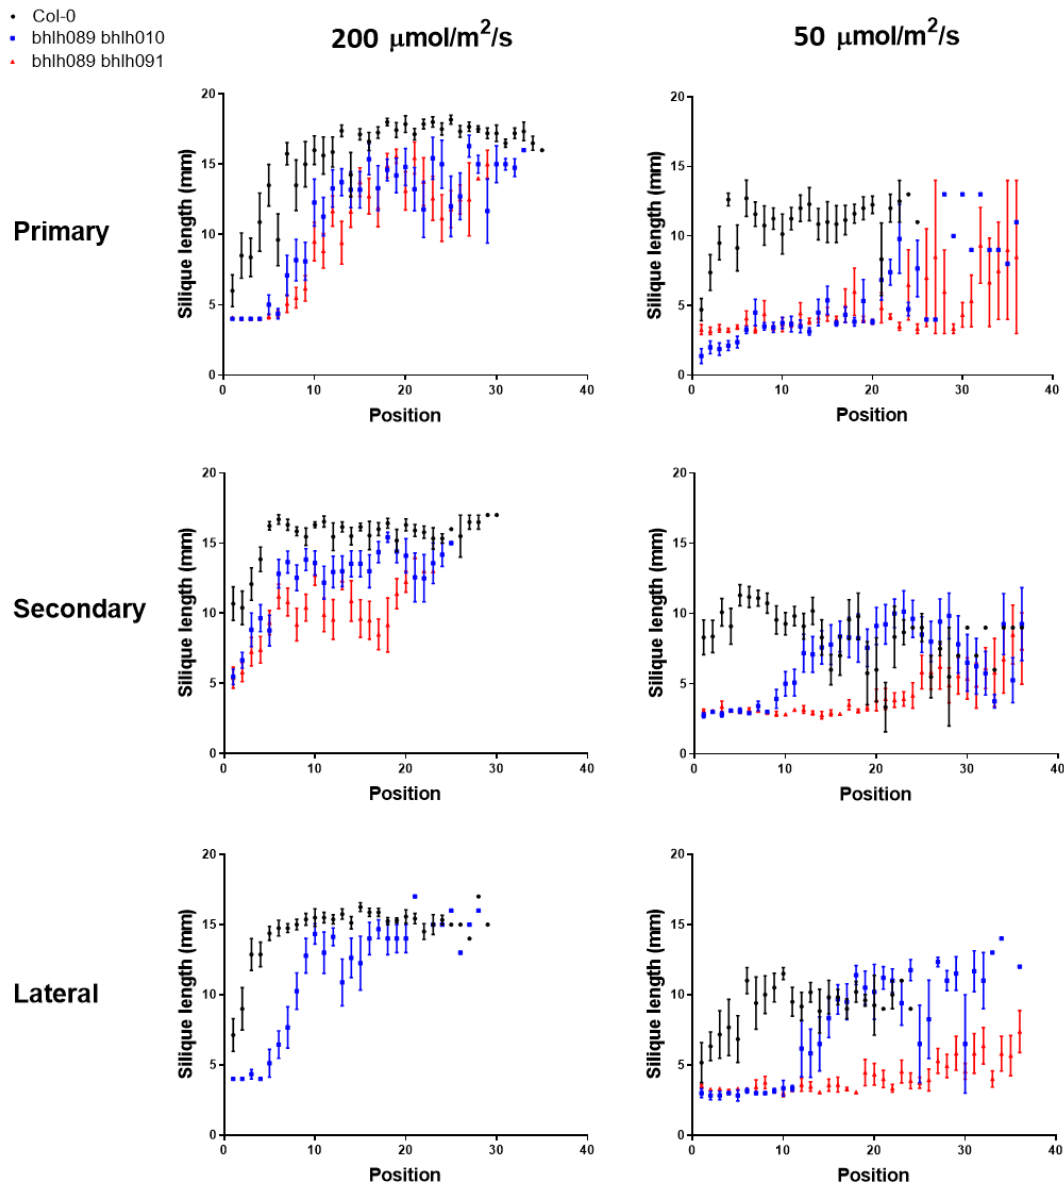 Col-0
bhlh089 bhlh010
bhlh089 bhlh091
200 μmol/m²/s
50 μmol/m²/s
Primary
Silique length (mm)
20
15
10
5
0
0 10 20 30 40
Position
Silique length (mm)
20
15
10
5
0
0 10 20 30 40
Position
Secondary
Silique length (mm)
20
15
10
5
0
0 10 20 30 40
Position
Silique length (mm)
20
15
10
5
0
0 10 20 30 40
Position
Lateral
Silique length (mm)
20
15
10
5
0
0 10 20 30 40
Position
Silique length (mm)
20
15
10
5
0
0 10 20 30 40
Position